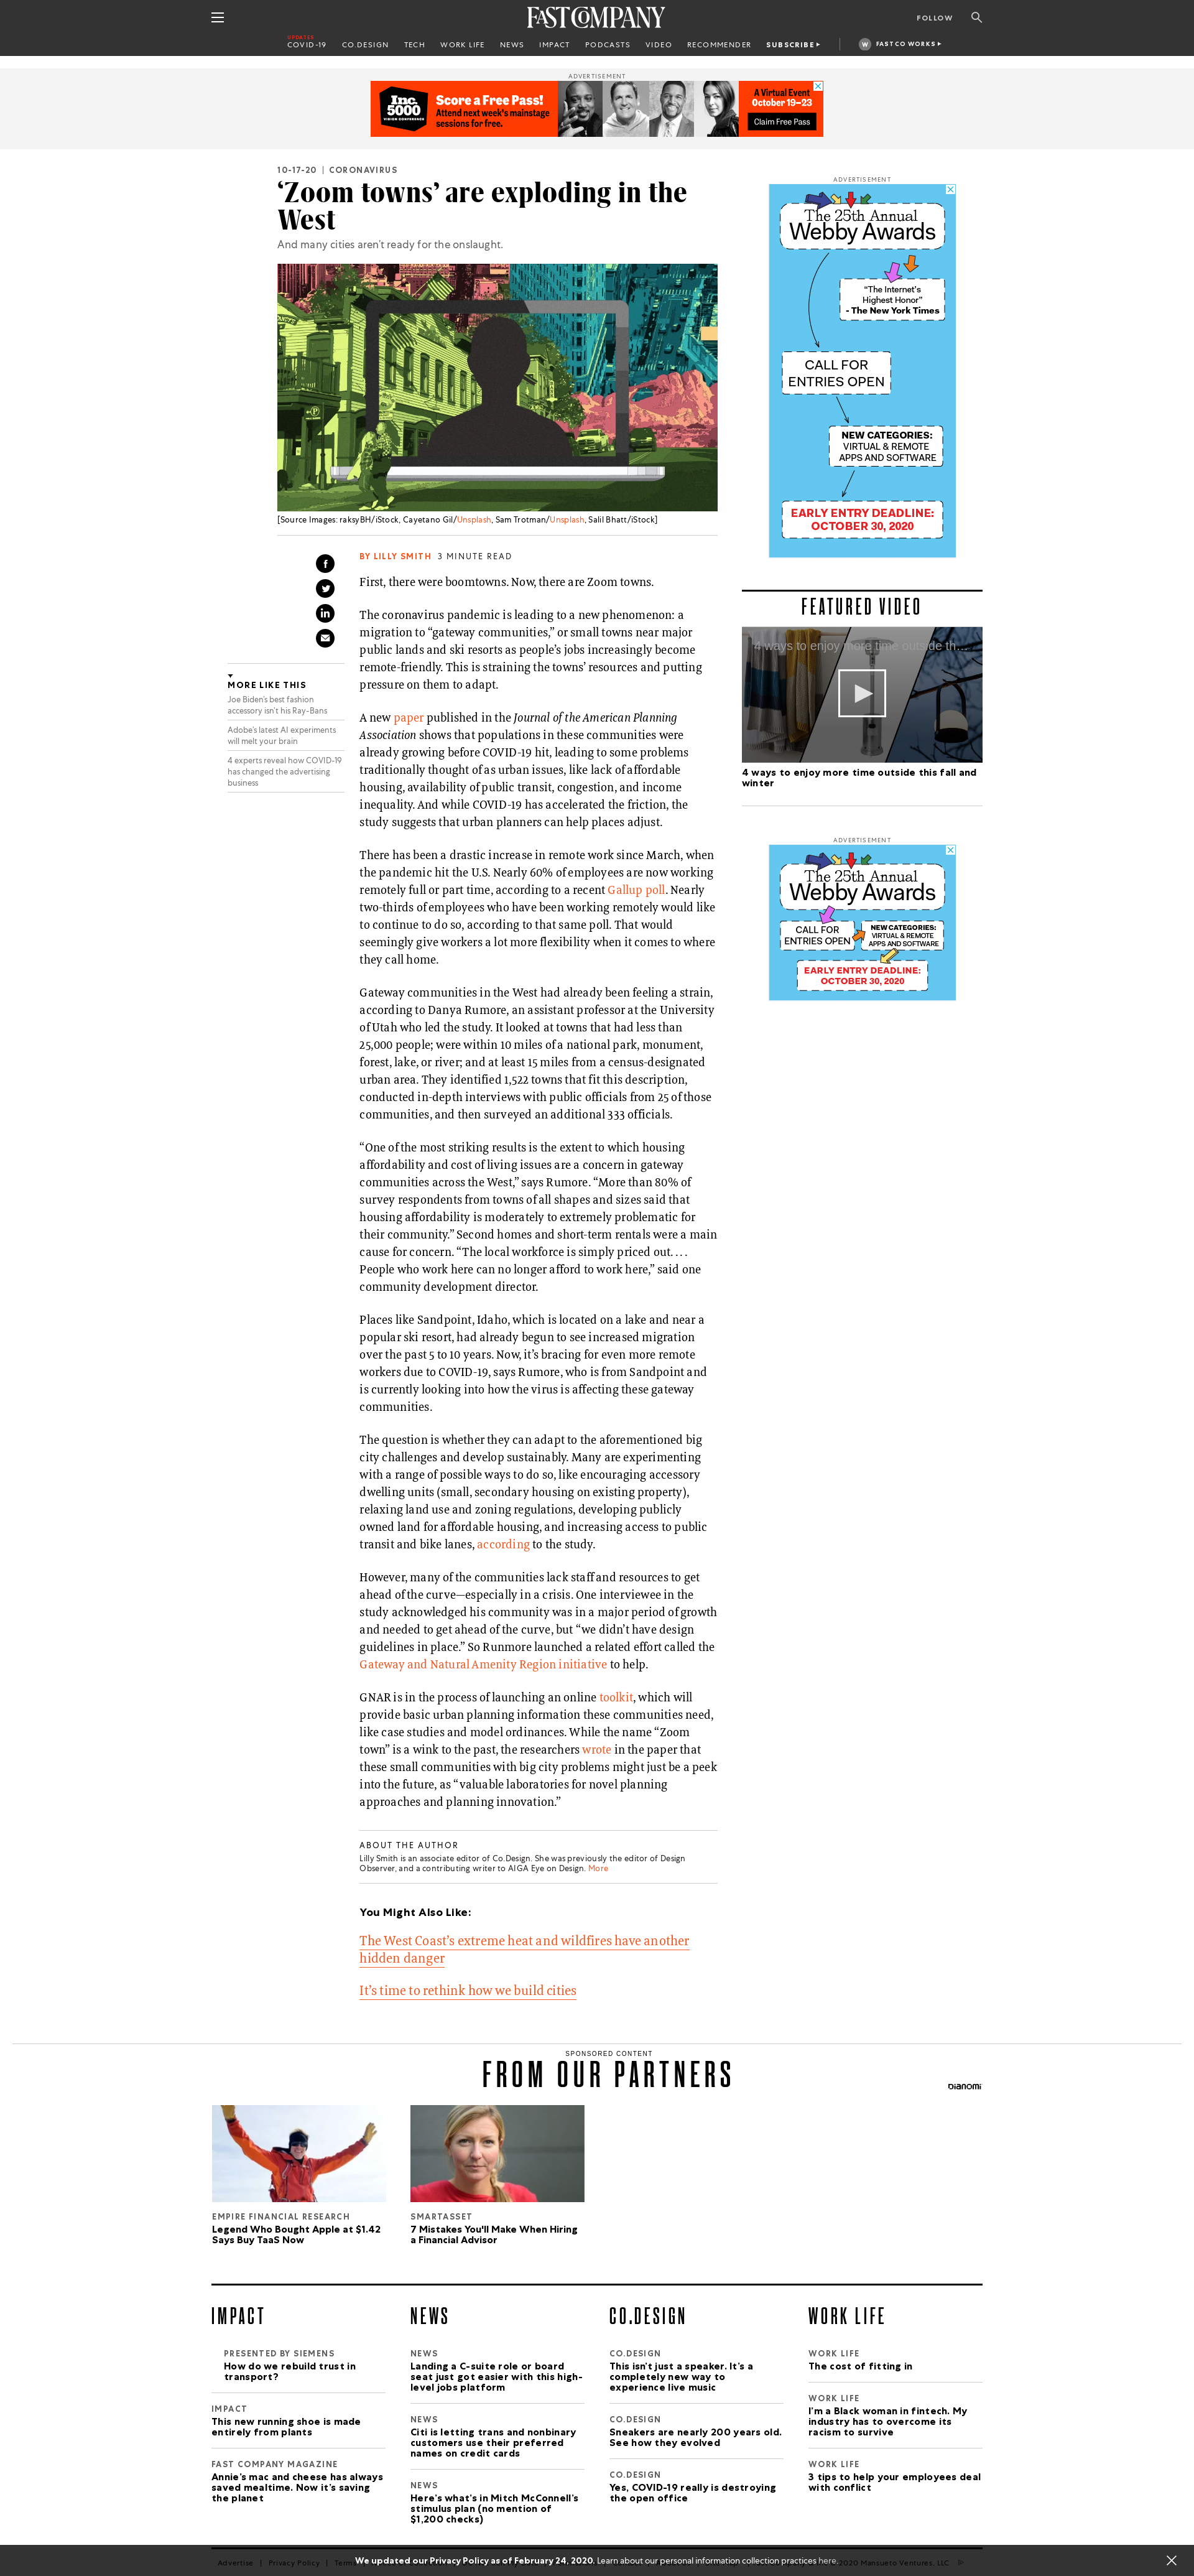 FAST COMPANY
FOLLOW
UPDATES
COVID-19 CO.DESIGN TECH WORK LIFE NEWS IMPACT PODCASTS VIDEO RECOMMENDER SUBSCRIBE FASTCO WORKS
W
ADVERTISEMENT
Inc. 5000
VISION CONFERENCE
Score a Free Pass!
Attend next week's mainstage
sessions for free.
A Virtual Event
October 19–23
Claim Free Pass
10-17-20 | CORONAVIRUS
‘Zoom towns’ are exploding in the
West
And many cities aren’t ready for the onslaught.
[Source Images: raksyBH/iStock, Cayetano Gil/Unsplash, Sam Trotman/Unsplash, Salil Bhatt/iStock]
BY LILLY SMITH 3 MINUTE READ
MORE LIKE THIS
Joe Biden’s best fashion
accessory isn’t his Ray-Bans
Adobe’s latest AI experiments
will melt your brain
4 experts reveal how COVID-19
has changed the advertising
business
First, there were boomtowns. Now, there are Zoom towns.
The coronavirus pandemic is leading to a new phenomenon: a
migration to “gateway communities,” or small towns near major
public lands and ski resorts as people’s jobs increasingly become
remote-friendly. This is straining the towns’ resources and putting
pressure on them to adapt.
A new paper published in the Journal of the American Planning
Association shows that populations in these communities were
already growing before COVID-19 hit, leading to some problems
traditionally thought of as urban issues, like lack of affordable
housing, availability of public transit, congestion, and income
inequality. And while COVID-19 has accelerated the friction, the
study suggests that urban planners can help places adjust.
There has been a drastic increase in remote work since March, when
the pandemic hit the U.S. Nearly 60% of employees are now working
remotely full or part time, according to a recent Gallup poll. Nearly
two-thirds of employees who have been working remotely would like
to continue to do so, according to that same poll. That would
seemingly give workers a lot more flexibility when it comes to where
they call home.
Gateway communities in the West had already been feeling a strain,
according to Danya Rumore, an assistant professor at the University
of Utah who led the study. It looked at towns that had less than
25,000 people; were within 10 miles of a national park, monument,
forest, lake, or river; and at least 15 miles from a census-designated
urban area. They identified 1,522 towns that fit this description,
conducted in-depth interviews with public officials from 25 of those
communities, and then surveyed an additional 333 officials.
“One of the most striking results is the extent to which housing
affordability and cost of living issues are a concern in gateway
communities across the West,” says Rumore. “More than 80% of
survey respondents from towns of all shapes and sizes said that
housing affordability is moderately to extremely problematic for
their community.” Second homes and short-term rentals were a main
cause for concern. “The local workforce is simply priced out. . . .
People who work here can no longer afford to work here,” said one
community development director.
Places like Sandpoint, Idaho, which is located on a lake and near a
popular ski resort, had already begun to see increased migration
over the past 5 to 10 years. Now, it’s bracing for even more remote
workers due to COVID-19, says Rumore, who is from Sandpoint and
is currently looking into how the virus is affecting these gateway
communities.
The question is whether they can adapt to the aforementioned big
city challenges and develop sustainably. Many are experimenting
with a range of possible ways to do so, like encouraging accessory
dwelling units (small, secondary housing on existing property),
relaxing land use and zoning regulations, developing publicly
owned land for affordable housing, and increasing access to public
transit and bike lanes, according to the study.
However, many of the communities lack staff and resources to get
ahead of the curve—especially in a crisis. One interviewee in the
study acknowledged his community was in a major period of growth
and needed to get ahead of the curve, but “we didn’t have design
guidelines in place.” So Runmore launched a related effort called the
Gateway and Natural Amenity Region initiative to help.
GNAR is in the process of launching an online toolkit, which will
provide basic urban planning information these communities need,
like case studies and model ordinances. While the name “Zoom
town” is a wink to the past, the researchers wrote in the paper that
these small communities with big city problems might just be a peek
into the future, as “valuable laboratories for novel planning
approaches and planning innovation.”
ABOUT THE AUTHOR
Lilly Smith is an associate editor of Co.Design. She was previously the editor of Design
Observer, and a contributing writer to AIGA Eye on Design. More
You Might Also Like:
The West Coast’s extreme heat and wildfires have another
hidden danger
It’s time to rethink how we build cities
ADVERTISEMENT
The 25th Annual
Webby Awards
“The Internet's
Highest Honor”
- The New York Times
CALL FOR
ENTRIES OPEN
NEW CATEGORIES:
VIRTUAL & REMOTE
APPS AND SOFTWARE
EARLY ENTRY DEADLINE:
OCTOBER 30, 2020
FEATURED VIDEO
4 ways to enjoy more time outside th…
4 ways to enjoy more time outside this fall and
winter
ADVERTISEMENT
The 25th Annual
Webby Awards
CALL FOR
ENTRIES OPEN
NEW CATEGORIES:
VIRTUAL & REMOTE
APPS AND SOFTWARE
EARLY ENTRY DEADLINE:
OCTOBER 30, 2020
SPONSORED CONTENT
FROM OUR PARTNERS
Dianomi
EMPIRE FINANCIAL RESEARCH
Legend Who Bought Apple at $1.42
Says Buy TaaS Now
SMARTASSET
7 Mistakes You'll Make When Hiring
a Financial Advisor
IMPACT
PRESENTED BY SIEMENS
How do we rebuild trust in
transport?
IMPACT
This new running shoe is made
entirely from plants
FAST COMPANY MAGAZINE
Annie’s mac and cheese has always
saved mealtime. Now it’s saving
the planet
NEWS
NEWS
Landing a C-suite role or board
seat just got easier with this high-
level jobs platform
NEWS
Citi is letting trans and nonbinary
customers use their preferred
names on credit cards
NEWS
Here’s what’s in Mitch McConnell’s
stimulus plan (no mention of
$1,200 checks)
CO.DESIGN
CO.DESIGN
This isn’t just a speaker. It’s a
completely new way to
experience live music
CO.DESIGN
Sneakers are nearly 200 years old.
See how they evolved
CO.DESIGN
Yes, COVID-19 really is destroying
the open office
WORK LIFE
WORK LIFE
The cost of fitting in
WORK LIFE
I’m a Black woman in fintech. My
industry has to overcome its
racism to survive
WORK LIFE
3 tips to help your employees deal
with conflict
We updated our Privacy Policy as of February 24, 2020. Learn about our personal information collection practices here.
Advertise | Privacy Policy | Terms
2020 Mansueto Ventures, LLC